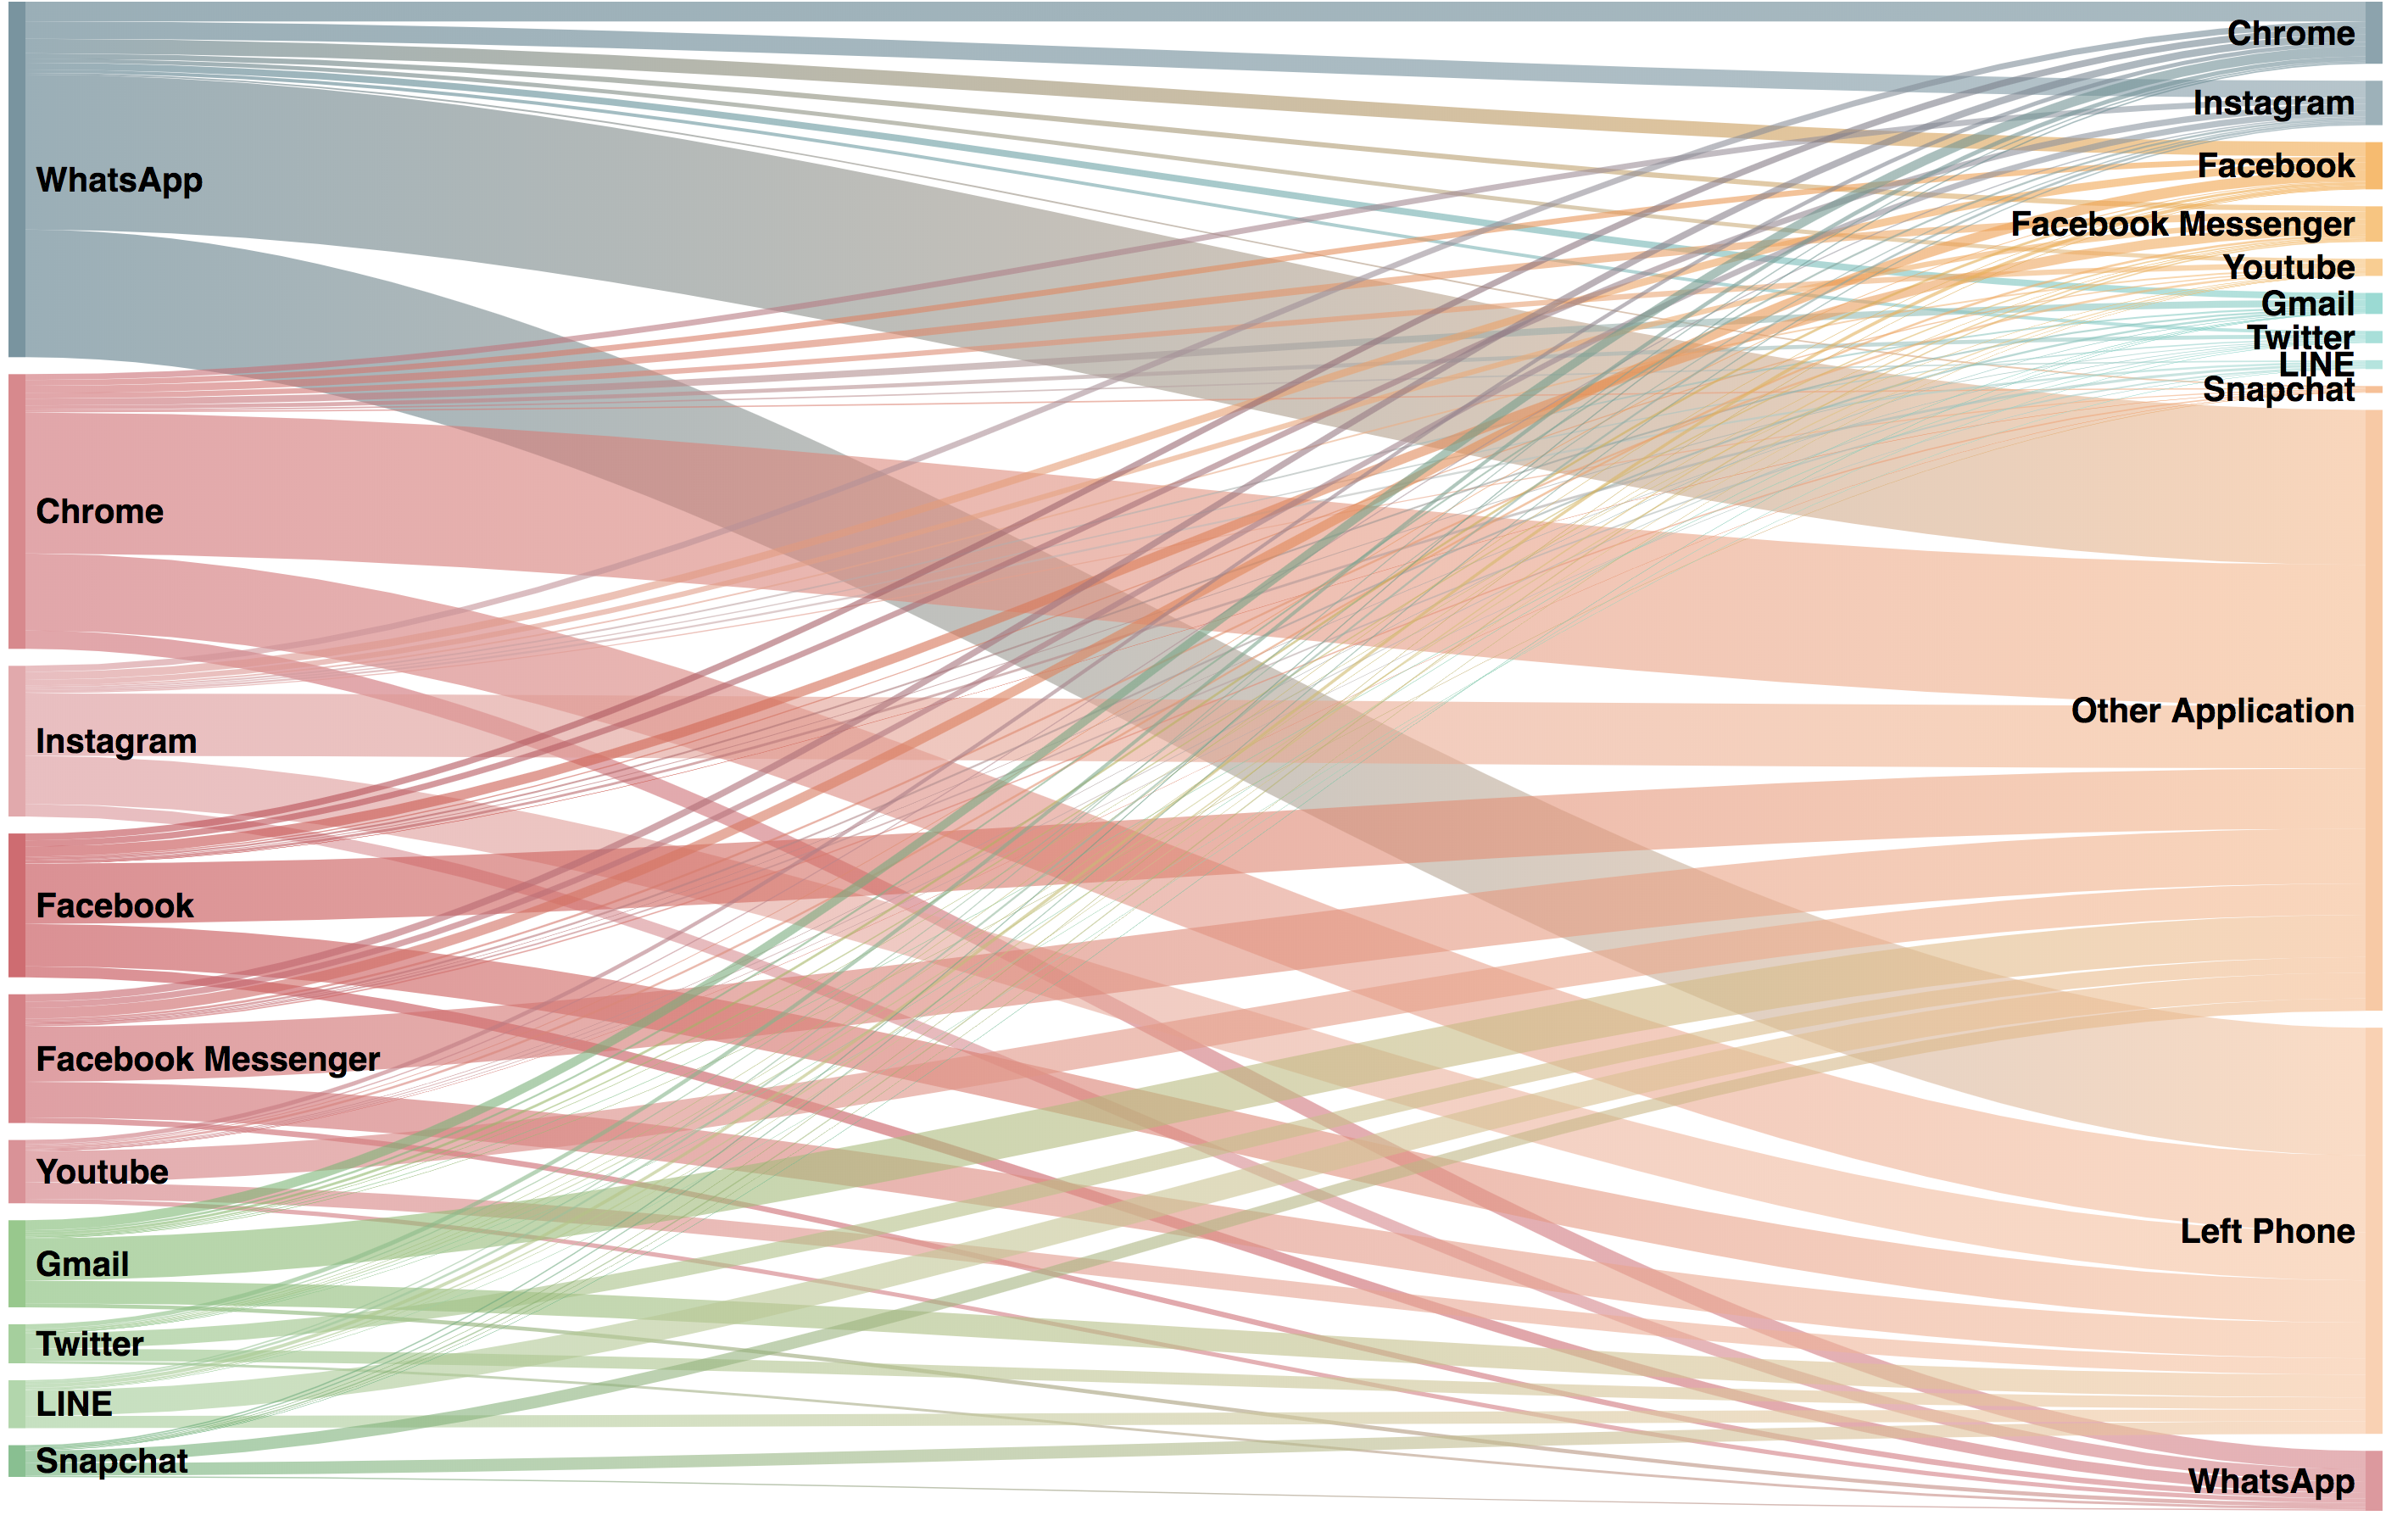 WhatsApp
Chrome
Instagram
Facebook
Facebook Messenger
Youtube
Gmail
Twitter
LINE
Snapchat
Chrome
Instagram
Facebook
Facebook Messenger
Youtube
Gmail
Twitter
LINE
Snapchat
Other Application
Left Phone
WhatsApp